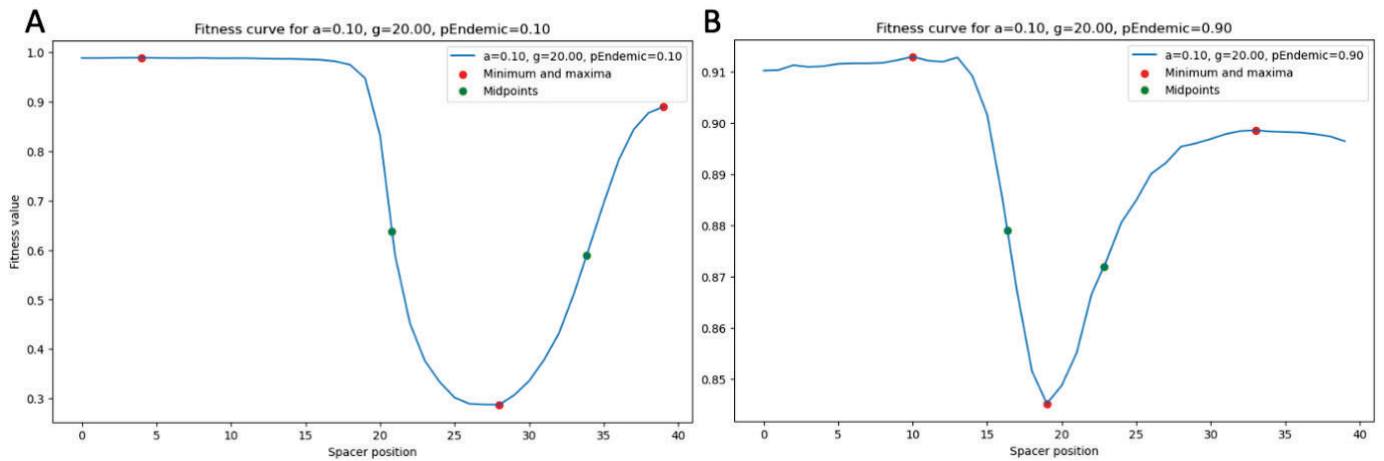 A
Fitness curve for a=0.10, g=20.00, pEndemic=0.10
a=0.10, g=20.00, pEndemic=0.10
Minimum and maxima
Midpoints
Fitness value
1.0
0.9
0.8
0.7
0.6
0.5
0.4
0.3
0 5 10 15 20 25 30 35 40
Spacer position
B
Fitness curve for a=0.10, g=20.00, pEndemic=0.90
a=0.10, g=20.00, pEndemic=0.90
Minimum and maxima
Midpoints
0.91
0.90
0.89
0.88
0.87
0.86
0.85
0 5 10 15 20 25 30 35 40
Spacer position